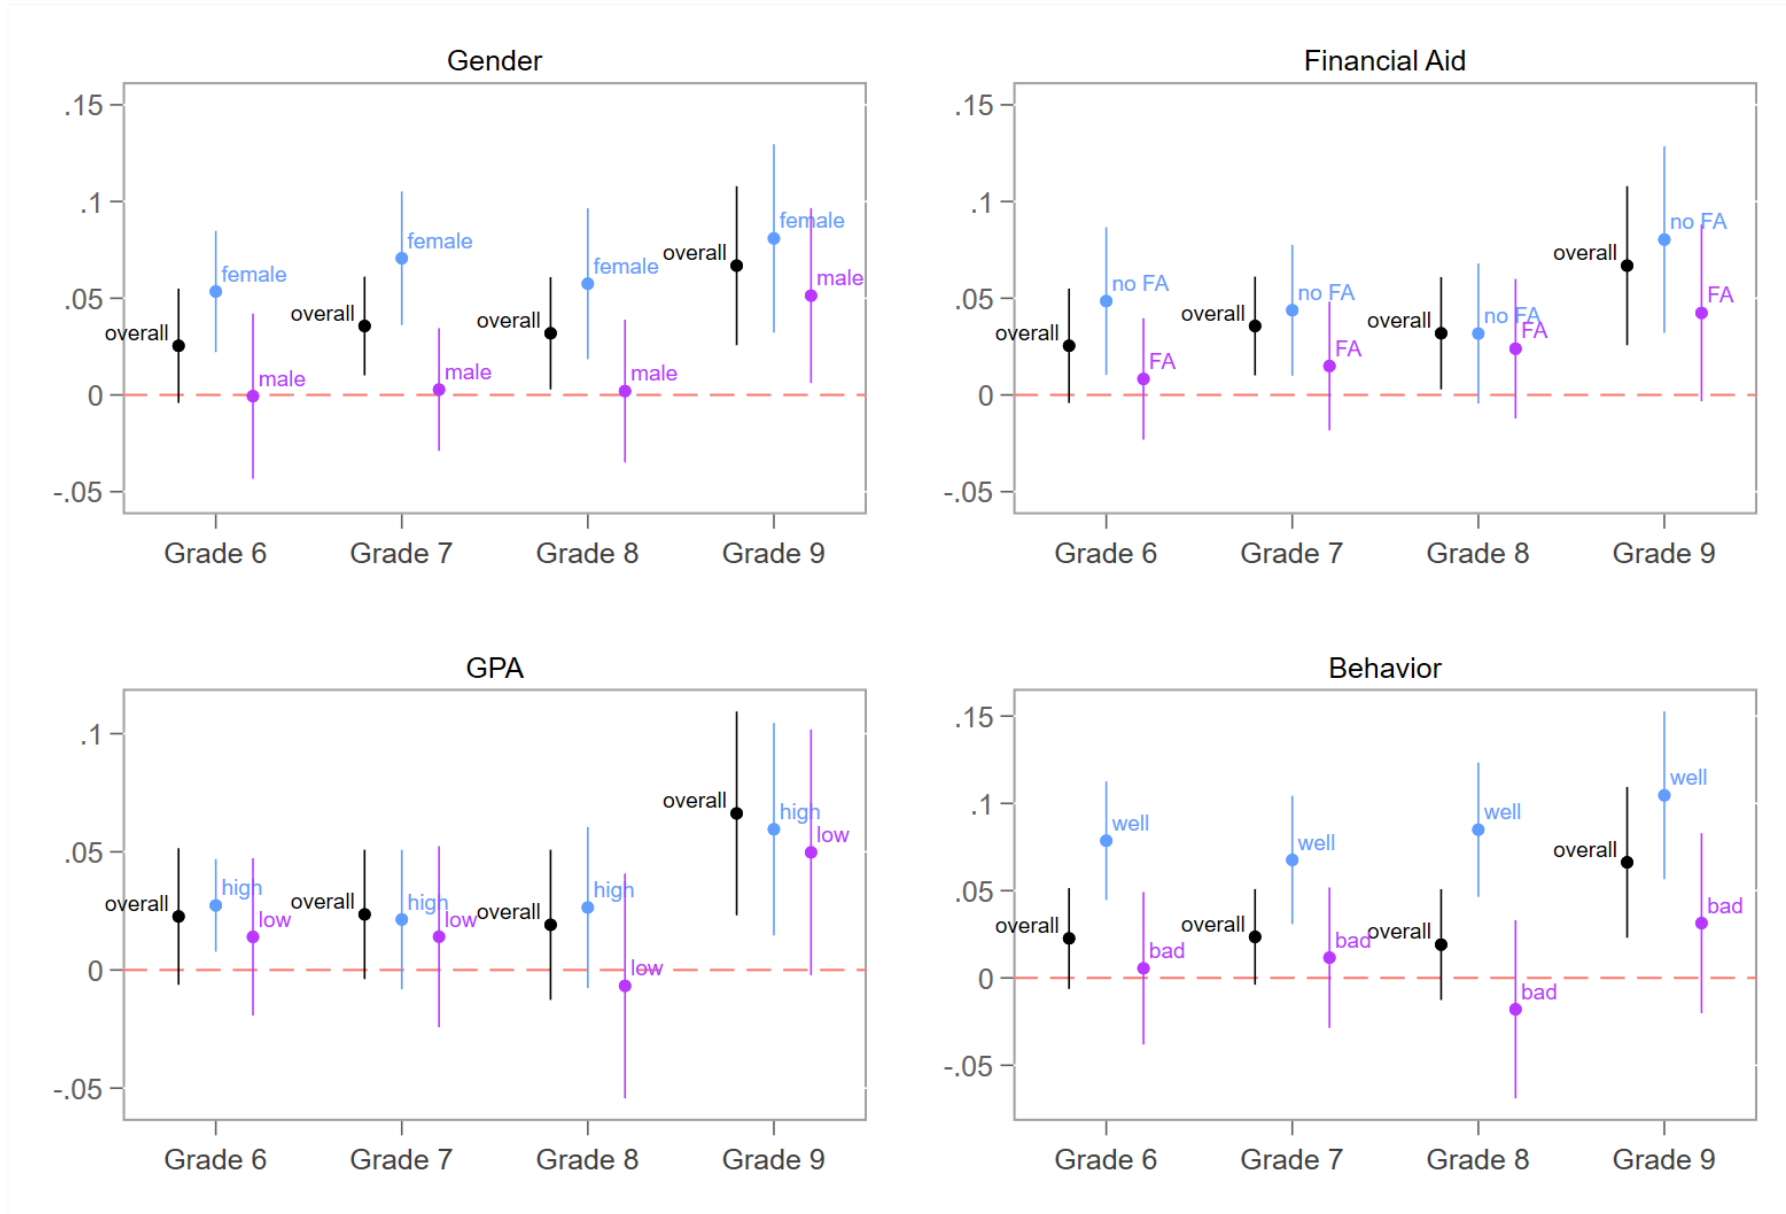 Gender
.15
.1
.05
0
-.05
overall
female
male
overall
female
male
overall
female
male
overall
female
male
Grade 6
Grade 7
Grade 8
Grade 9
Financial Aid
.15
.1
.05
0
-.05
overall
no FA
FA
overall
no FA
FA
overall
no FA
FA
overall
no FA
FA
Grade 6
Grade 7
Grade 8
Grade 9
GPA
.1
.05
0
-.05
overall
high
low
overall
high
low
overall
high
low
overall
high
low
Grade 6
Grade 7
Grade 8
Grade 9
Behavior
.15
.1
.05
0
-.05
overall
well
bad
overall
well
bad
overall
well
bad
overall
well
bad
Grade 6
Grade 7
Grade 8
Grade 9